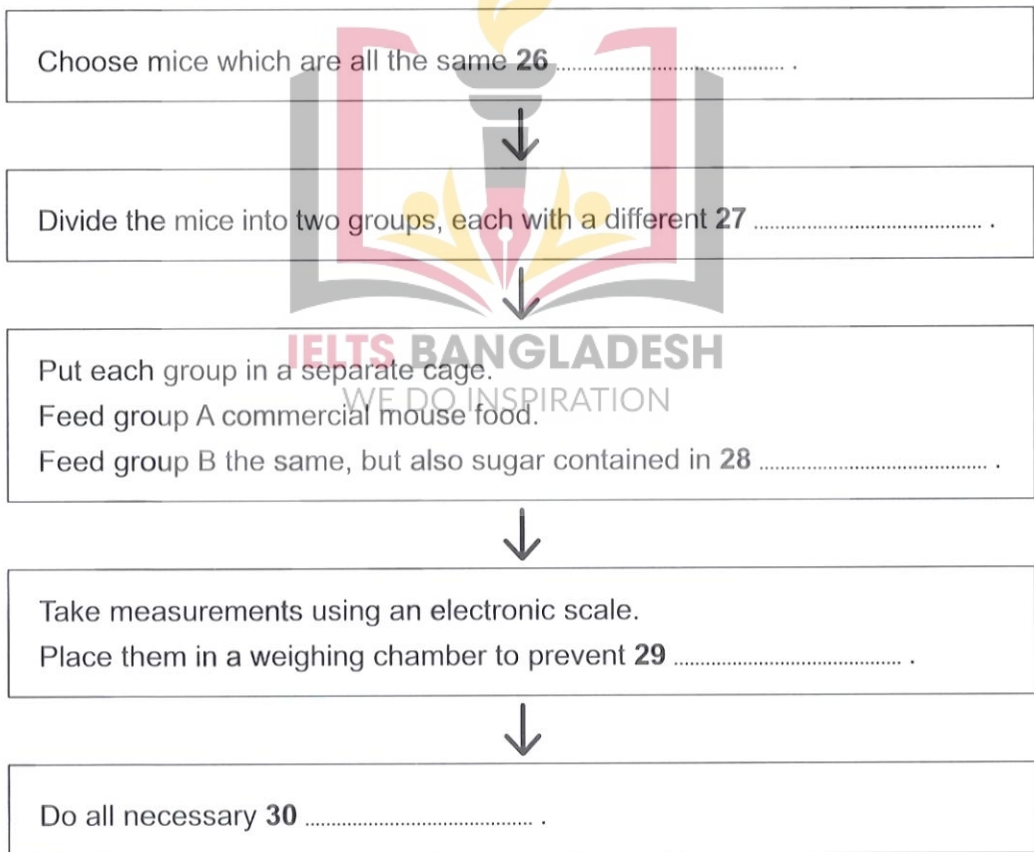 Choose mice which are all the same 26 ........................................ .
Divide the mice into two groups, each with a different 27 ........................................ .
Put each group in a separate cage.
Feed group A commercial mouse food.
Feed group B the same, but also sugar contained in 28 ........................................ .
IELTS BANGLADESH
WE DO INSPIRATION
Take measurements using an electronic scale.
Place them in a weighing chamber to prevent 29 ........................................ .
Do all necessary 30 ........................................ .